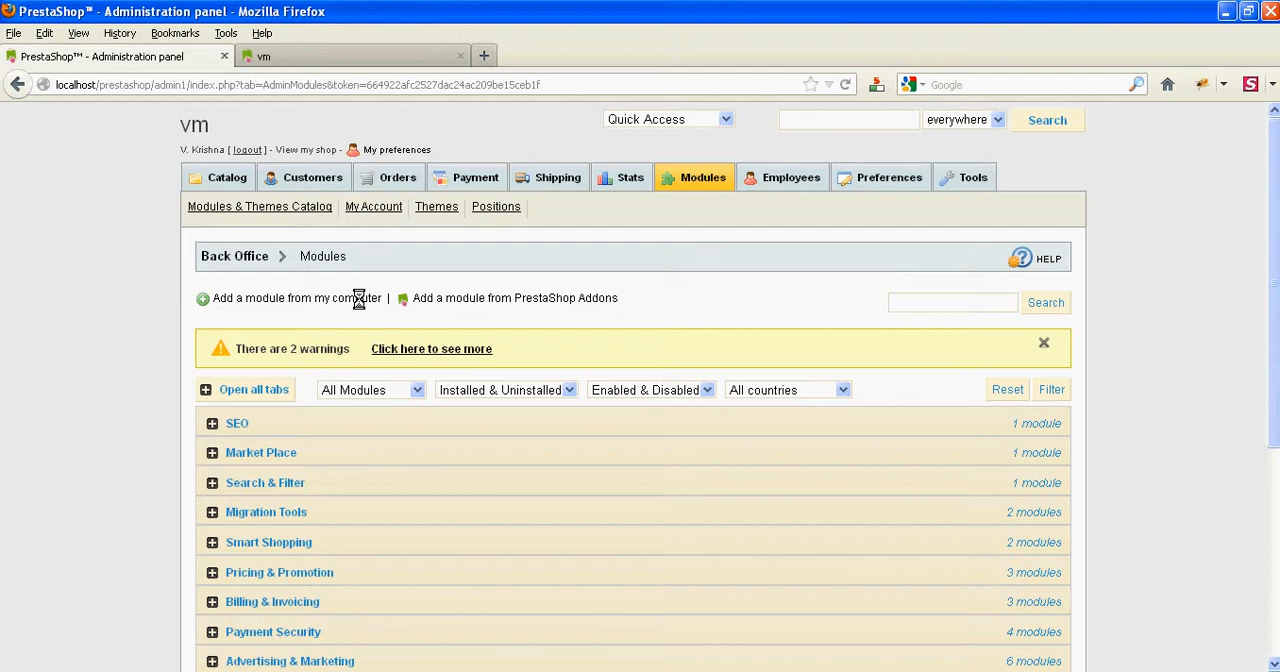 PrestaShop™ - Administration panel - Mozilla Firefox
File Edit View History Bookmarks Tools Help
PrestaShop™ - Administration panel vm
localhost/prestashop/admin1/index.php?tab=AdminModules&token=664922afc2527dac24ac209be15ceb1f Google
vm
Quick Access everywhere Search
V. Krishna [ logout ] - View my shop - My preferences
Catalog Customers Orders Payment Shipping Stats Modules Employees Preferences Tools
Modules & Themes Catalog My Account Themes Positions
Back Office > Modules HELP
Add a module from my computer | Add a module from PrestaShop Addons Search
There are 2 warnings Click here to see more
Open all tabs All Modules Installed & Uninstalled Enabled & Disabled All countries Reset Filter
SEO 1 module
Market Place 1 module
Search & Filter 1 module
Migration Tools 2 modules
Smart Shopping 2 modules
Pricing & Promotion 3 modules
Billing & Invoicing 3 modules
Payment Security 4 modules
Advertising & Marketing 6 modules